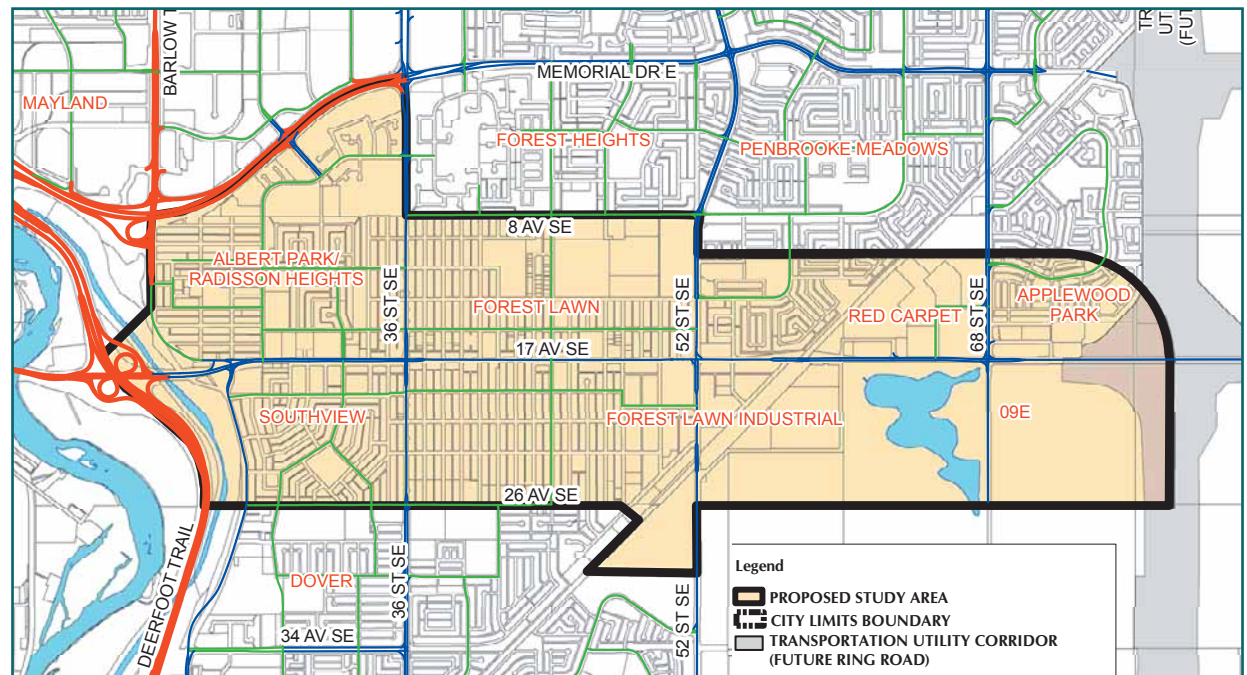 BARLOW T
TR
UT
(FUT
MEMORIAL DR E
MAYLAND
FOREST HEIGHTS
PENBROOKE MEADOWS
8 AV SE
ALBERT PARK/
RADISSON HEIGHTS
36 ST SE
FOREST LAWN
52 ST SE
RED CARPET
68 ST SE
APPLEWOOD
PARK
17 AV SE
SOUTHVIEW
FOREST LAWN INDUSTRIAL
09E
26 AV SE
DEERFOOT TRAIL
DOVER
36 ST SE
34 AV SE
52 ST SE
Legend
PROPOSED STUDY AREA
CITY LIMITS BOUNDARY
TRANSPORTATION UTILITY CORRIDOR
(FUTURE RING ROAD)